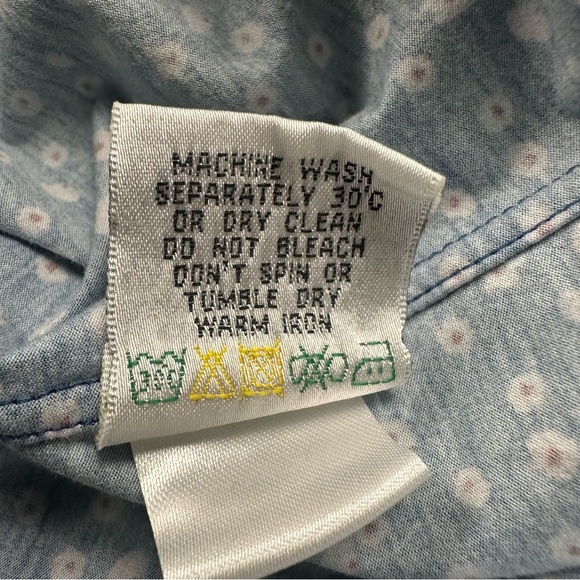 MACHINE WASH
SEPARATELY 30°C
OR DRY CLEAN
DO NOT BLEACH
DON'T SPIN OR
TUMBLE DRY
WARM IRON